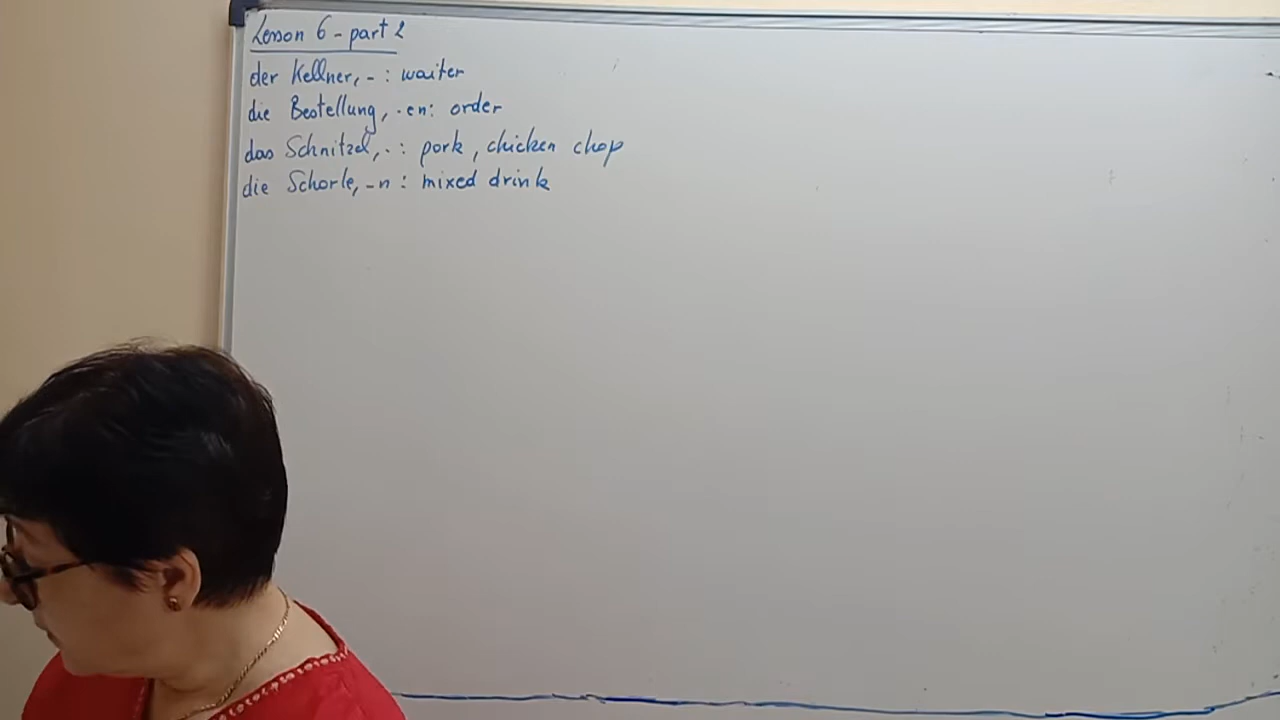 Lesson 6 - part 2
der Kellner, - : waiter
die Bestellung, -en: order
das Schnitzel, - : pork, chicken chop
die Schorle, -n : mixed drink